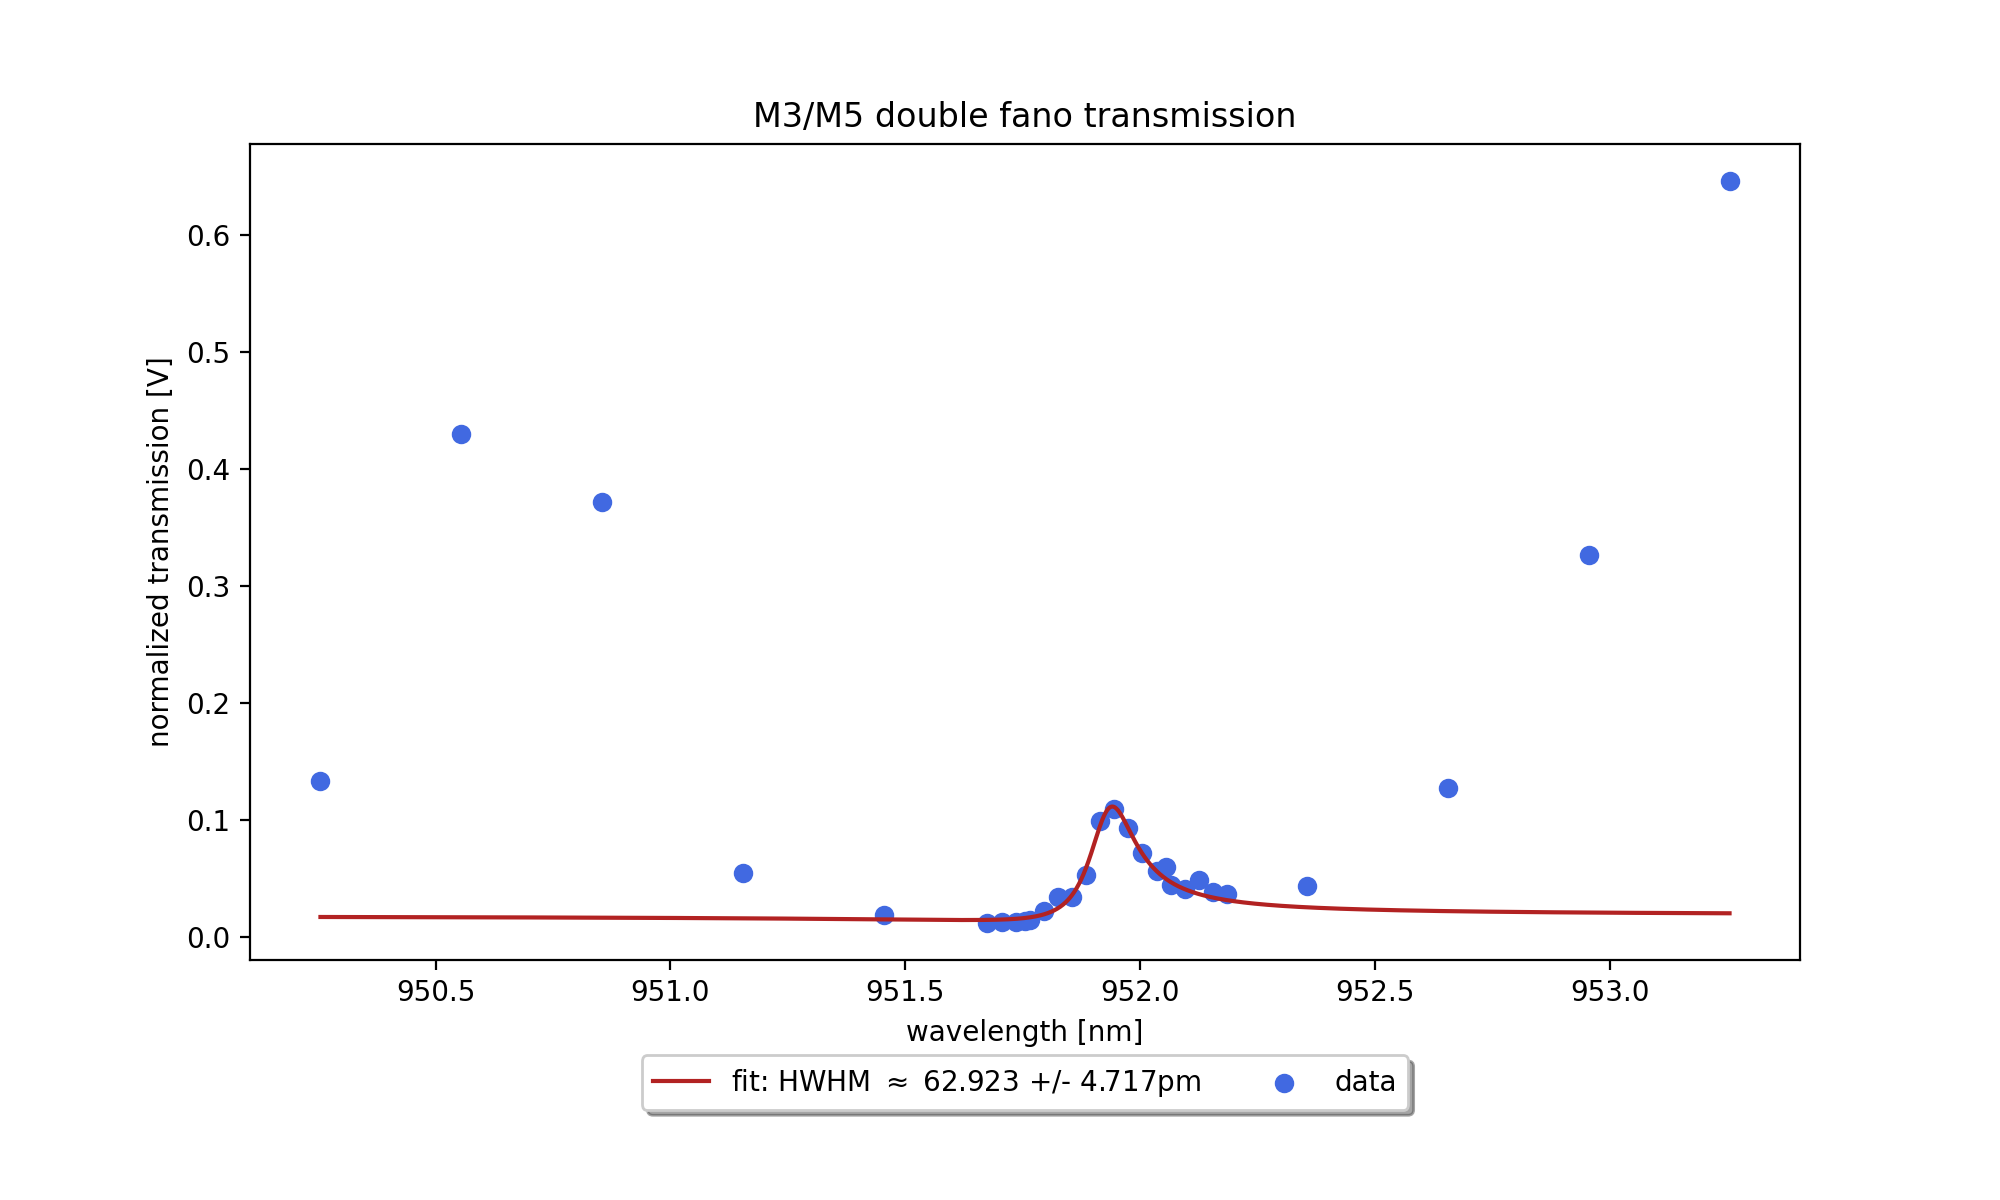 M3/M5 double fano transmission
normalized transmission [V]
0.6
0.5
0.4
0.3
0.2
0.1
0.0
950.5 951.0 951.5 952.0 952.5 953.0
wavelength [nm]
fit: HWHM ≈ 62.923 +/- 4.717pm data